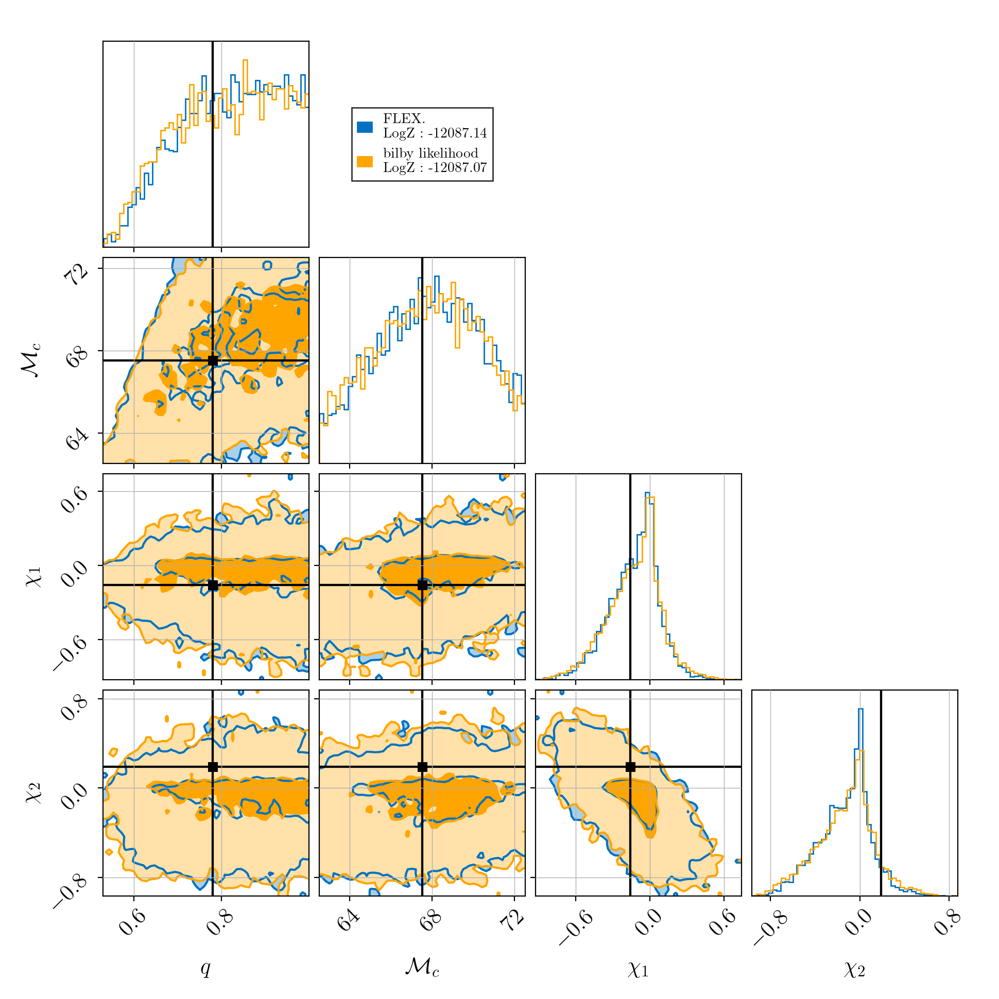 FLEX.
LogZ : -12087.14
bilby likelihood
LogZ : -12087.07
72
68
64
ℳc
0.6
0.0
−0.6
χ1
0.8
0.0
−0.8
χ2
0.6 0.8
64 68 72
−0.6 0.0 0.6
−0.8 0.0 0.8
q ℳc χ1 χ2